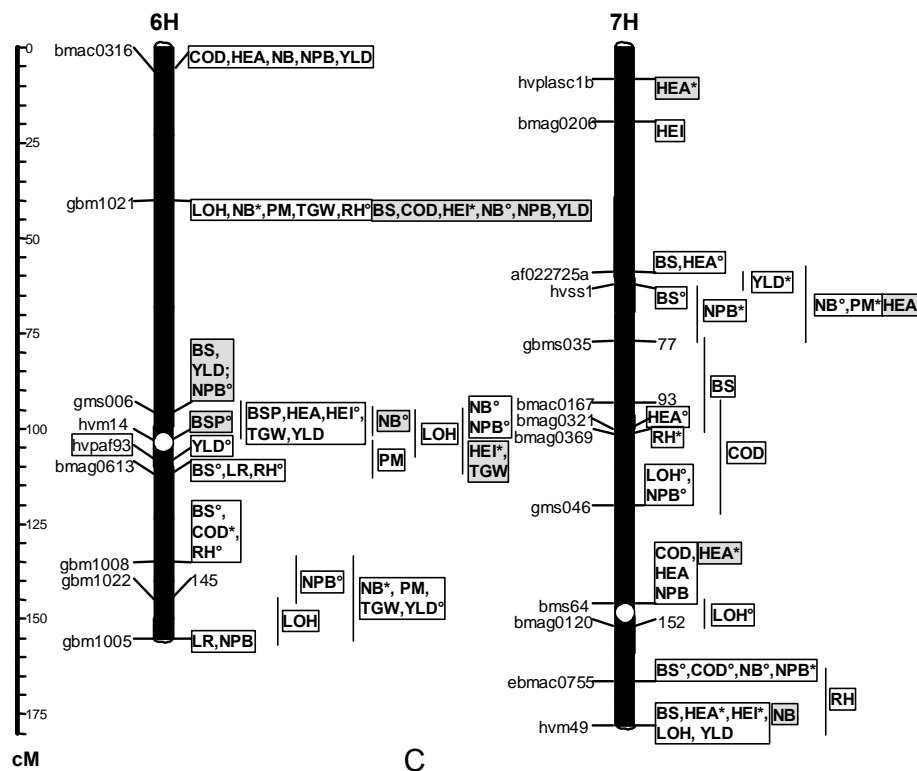 6H
7H
0
25
50
75
100
125
150
175
cM
bmac0316
COD,HEA,NB,NPB,YLD
gbm1021
LOH,NB*,PM,TGW,RH° BS,COD,HEI*,NB°,NPB,YLD
BS,
YLD;
NPB°
gms006
hvm14
BSP°
hvpaf93
YLD°
bmag0613
BS°,LR,RH°
BSP,HEA,HEI°,
TGW,YLD
NB°
PM
LOH
NB°
NPB°
HEI*,
TGW
BS°,
COD*,
RH°
gbm1008
gbm1022
145
NPB°
LOH
NB*, PM,
TGW,YLD°
gbm1005
LR,NPB
hvplasc1b
HEA*
bmag0206
HEI
af022725a
BS,HEA°
hvss1
BS°
YLD*
NPB*
NB°,PM* HEA
gbms035
77
BS
bmac0167
93
bmag0321
HEA°
bmag0369
RH*
COD
LOH°,
NPB°
gms046
COD, HEA*
HEA
NPB
bms64
LOH°
bmag0120
152
ebmac0755
BS°,COD°,NB°,NPB*
RH
hvm49
BS,HEA*,HEI*, NB
LOH, YLD
C